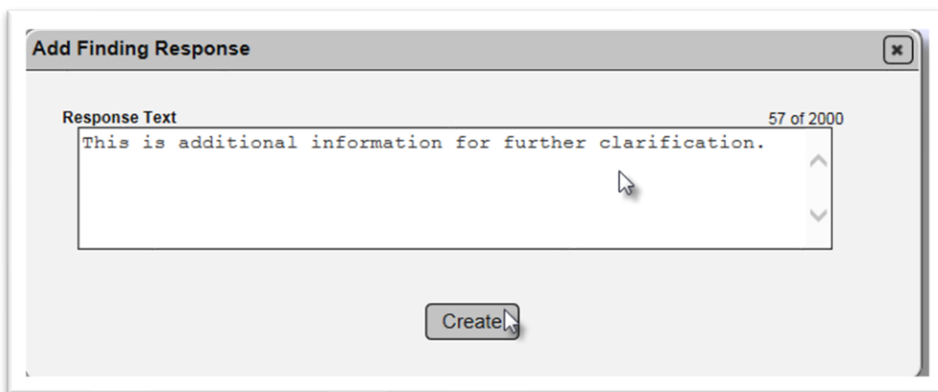 Add Finding Response
Response Text 57 of 2000
This is additional information for further clarification.
Create